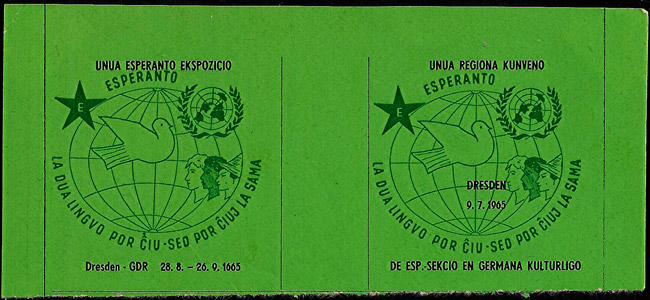 UNUA ESPERANTO EKSPOZICIO
ESPERANTO
E
LA DUA LINGVO POR ĈIU - SED POR ĈIUJ LA SAMA
Dresden - GDR 28.8. - 26.9.1665
UNUA REGIONA KUNVENO
ESPERANTO
E
LA DUA LINGVO POR ĈIU - SED POR ĈIUJ LA SAMA
DRESDEN
9.7.1965
DE ESP.-SEKCIO EN GERMANA KULTURLIGO